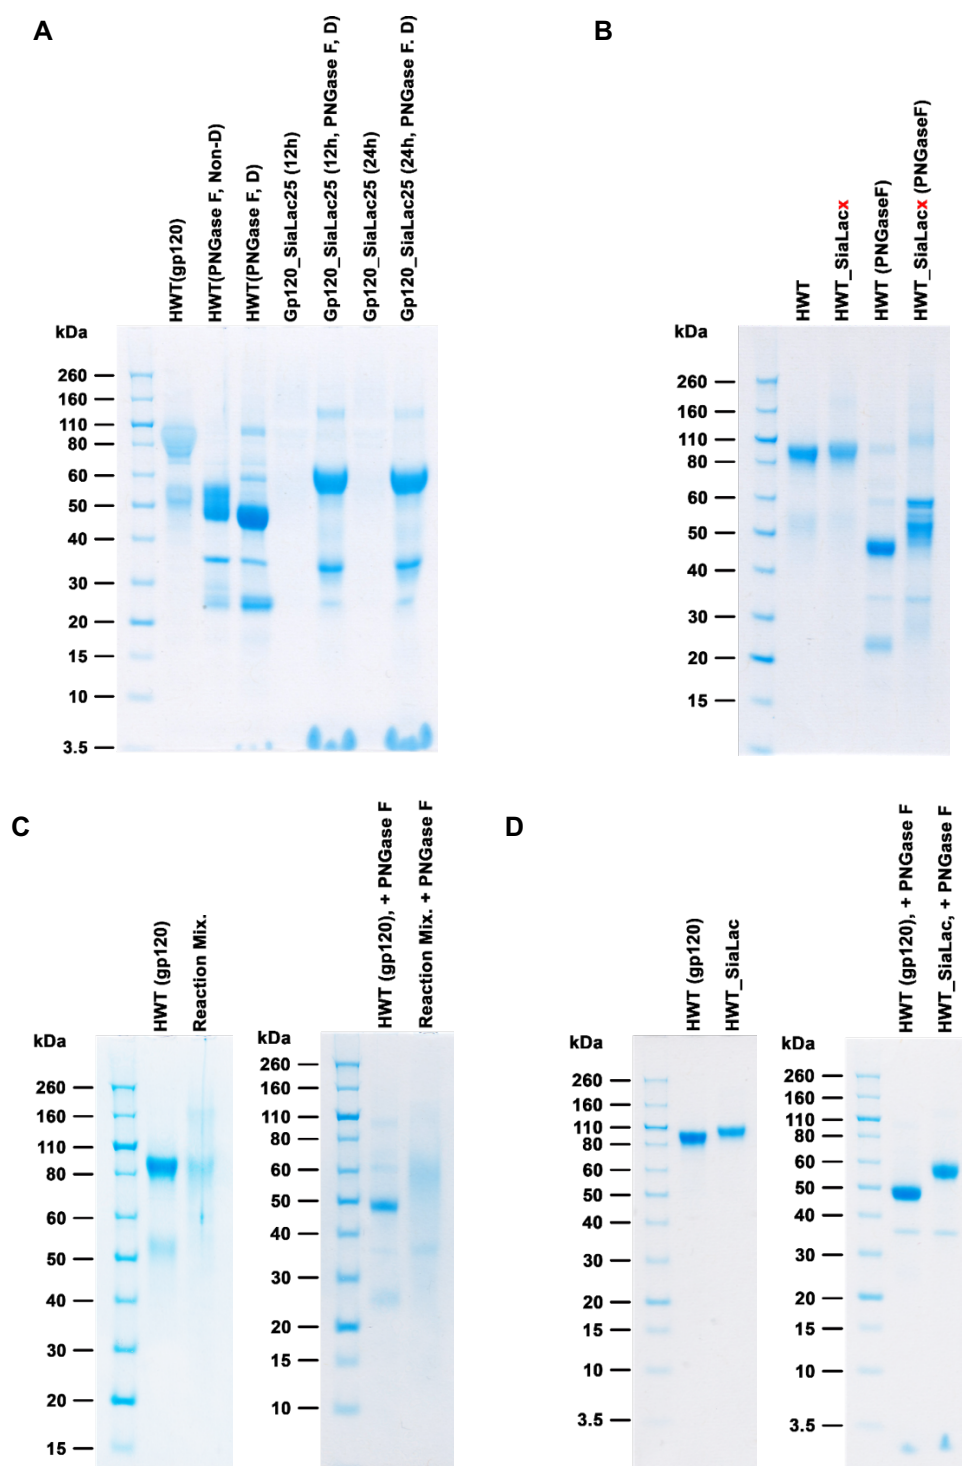 A
HWT(gp120)
HWT(PNGase F, Non-D)
HWT(PNGase F, D)
Gp120_SiaLac25 (12h)
Gp120_SiaLac25 (12h, PNGase F, D)
Gp120_SiaLac25 (24h)
Gp120_SiaLac25 (24h, PNGase F. D)
kDa
260
160
110
80
60
50
40
30
20
15
10
3.5
B
HWT
HWT_SiaLacx
HWT (PNGaseF)
HWT_SiaLacx (PNGaseF)
kDa
260
160
110
80
60
50
40
30
20
15
C
HWT (gp120)
Reaction Mix.
kDa
260
160
110
80
60
50
40
30
20
15
HWT (gp120), + PNGase F
Reaction Mix. + PNGase F
kDa
260
160
110
80
60
50
40
30
20
15
10
D
HWT (gp120)
HWT_SiaLac
kDa
260
160
110
80
60
50
40
30
20
15
10
3.5
HWT (gp120), + PNGase F
HWT_SiaLac, + PNGase F
kDa
260
160
110
80
60
50
40
30
20
15
10
3.5